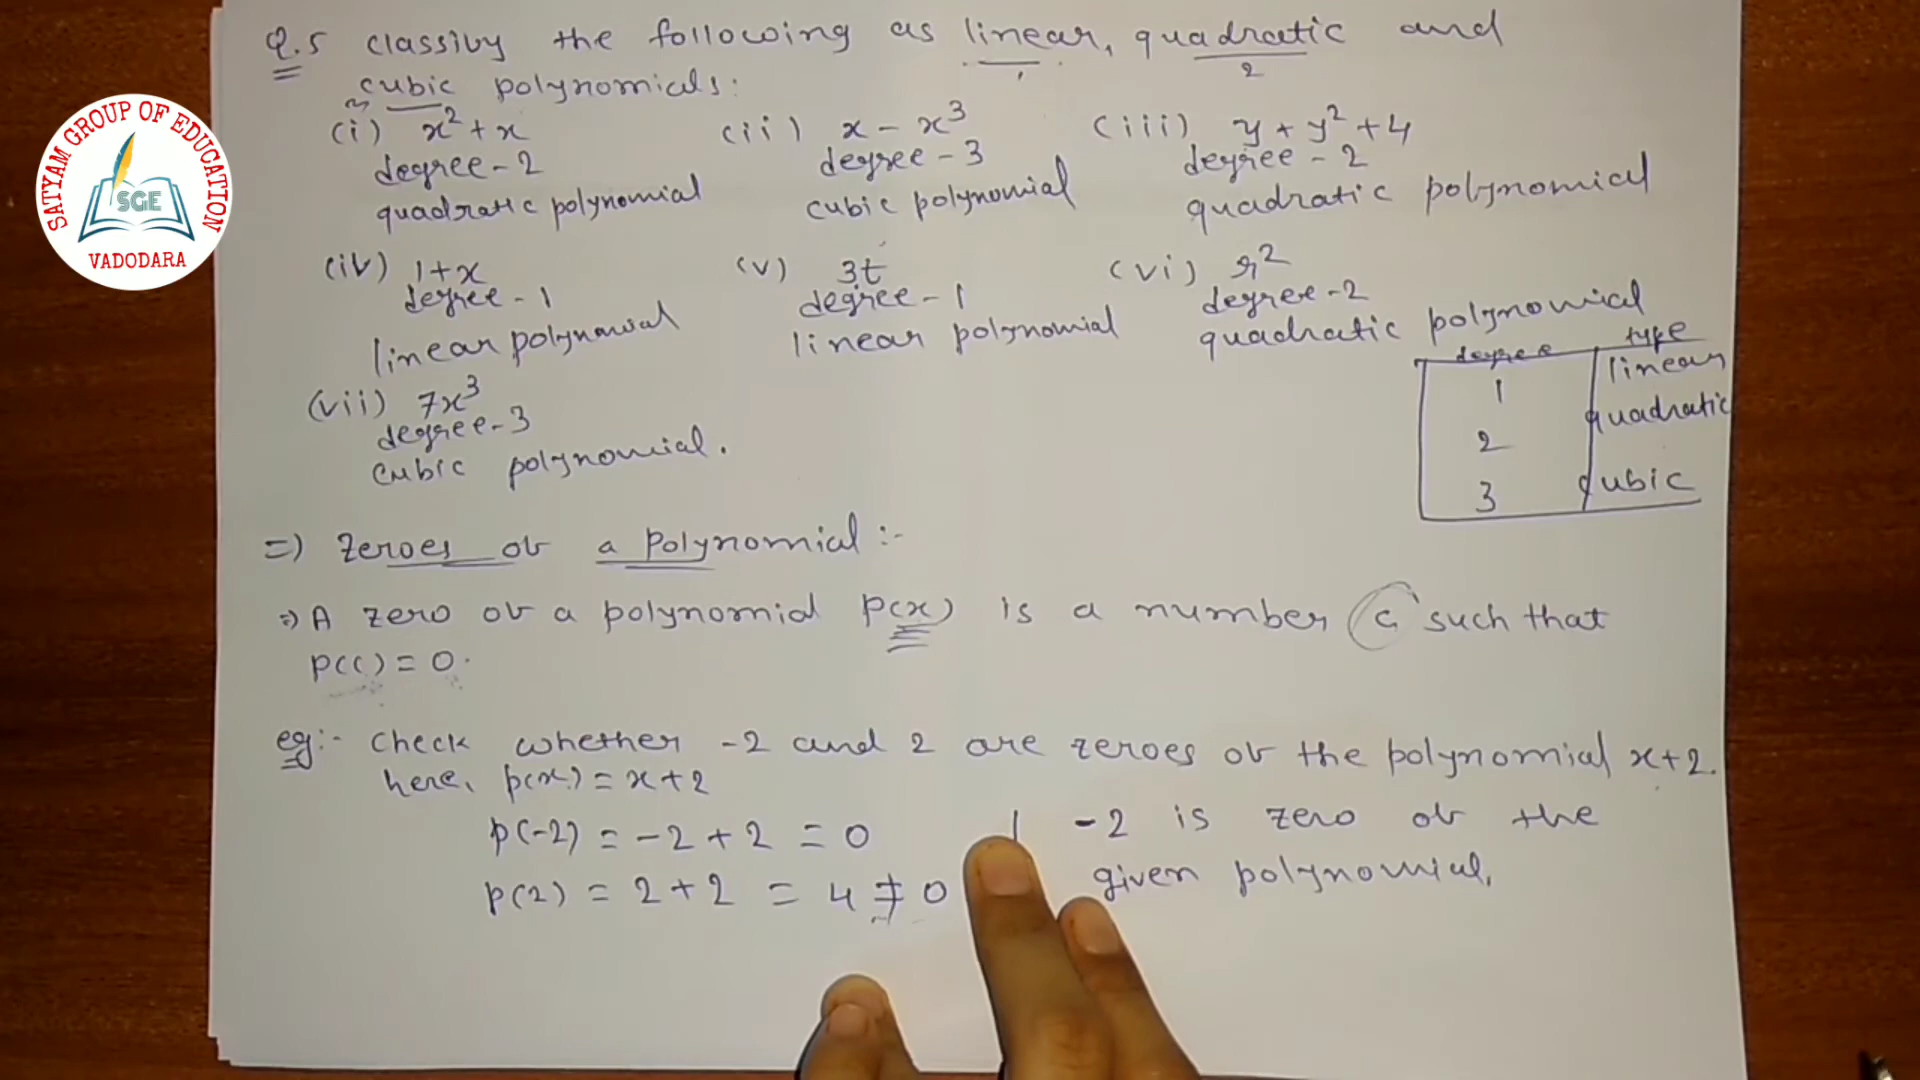 Q.5 classify the following as linear, quadratic and
1 2
cubic polynomials:
3
(i) x² + x (ii) x - x³ (iii) y + y² + 4
degree - 2 degree - 3 degree - 2
quadratic polynomial cubic polynomial quadratic polynomial
(iv) 1 + x (v) 3t (vi) r²
degree - 1 degree - 1 degree - 2
linear polynomial linear polynomial quadratic polynomial
(vii) 7x³
degree - 3
cubic polynomial.
degree type
1 linear
2 quadratic
3 cubic
=) Zeroes of a polynomial :-
=) A zero of a polynomial p(x) is a number c such that
p(c) = 0.
eg:- Check whether -2 and 2 are zeroes of the polynomial x+2.
here, p(x) = x + 2
p(-2) = -2 + 2 = 0
p(2) = 2 + 2 = 4 ≠ 0
-2 is zero of the
given polynomial.
SATYAM GROUP OF EDUCATION
SGE
VADODARA